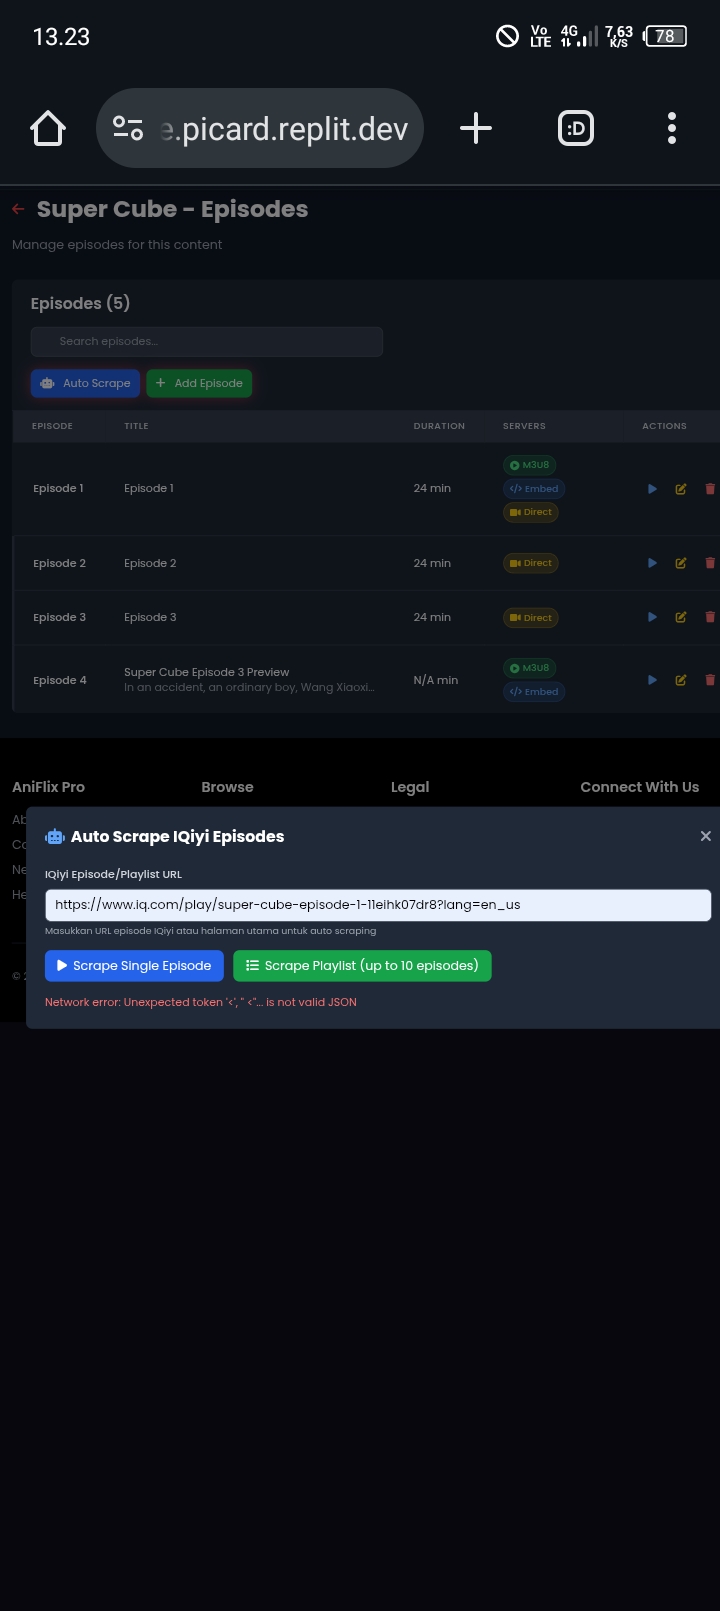 13.23
Vo LTE 4G 7,63 K/S 78
.picard.replit.dev
:D
← Super Cube - Episodes
Manage episodes for this content
Episodes (5)
Search episodes...
Auto Scrape + Add Episode
EPISODE TITLE DURATION SERVERS ACTIONS
Episode 1 Episode 1 24 min M3U8 </> Embed Direct
Episode 2 Episode 2 24 min Direct
Episode 3 Episode 3 24 min Direct
Episode 4 Super Cube Episode 3 Preview N/A min M3U8 </> Embed
In an accident, an ordinary boy, Wang Xiaoxi...
AniFlix Pro Browse Legal Connect With Us
Auto Scrape IQiyi Episodes ×
IQiyi Episode/Playlist URL
https://www.iq.com/play/super-cube-episode-1-11eihk07dr8?lang=en_us
Masukkan URL episode IQiyi atau halaman utama untuk auto scraping
Scrape Single Episode Scrape Playlist (up to 10 episodes)
Network error: Unexpected token '<', " <"... is not valid JSON